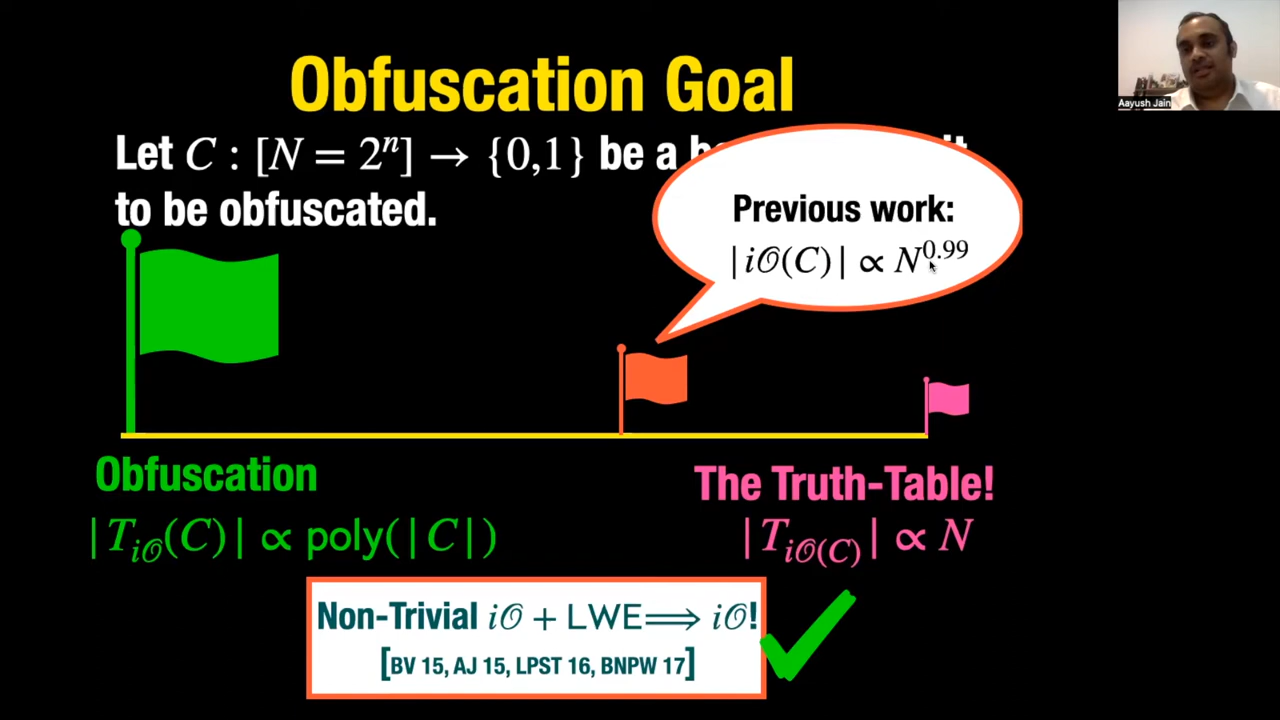 Obfuscation Goal
Aayush Jain
Let C : [N = 2ⁿ] → {0,1} be a
to be obfuscated.
Previous work:
|i𝒪(C)| ∝ N^0.99
Obfuscation
|T_i𝒪(C)| ∝ poly(|C|)
The Truth-Table!
|T_i𝒪(C)| ∝ N
Non-Trivial i𝒪 + LWE ⟹ i𝒪!
[BV 15, AJ 15, LPST 16, BNPW 17]